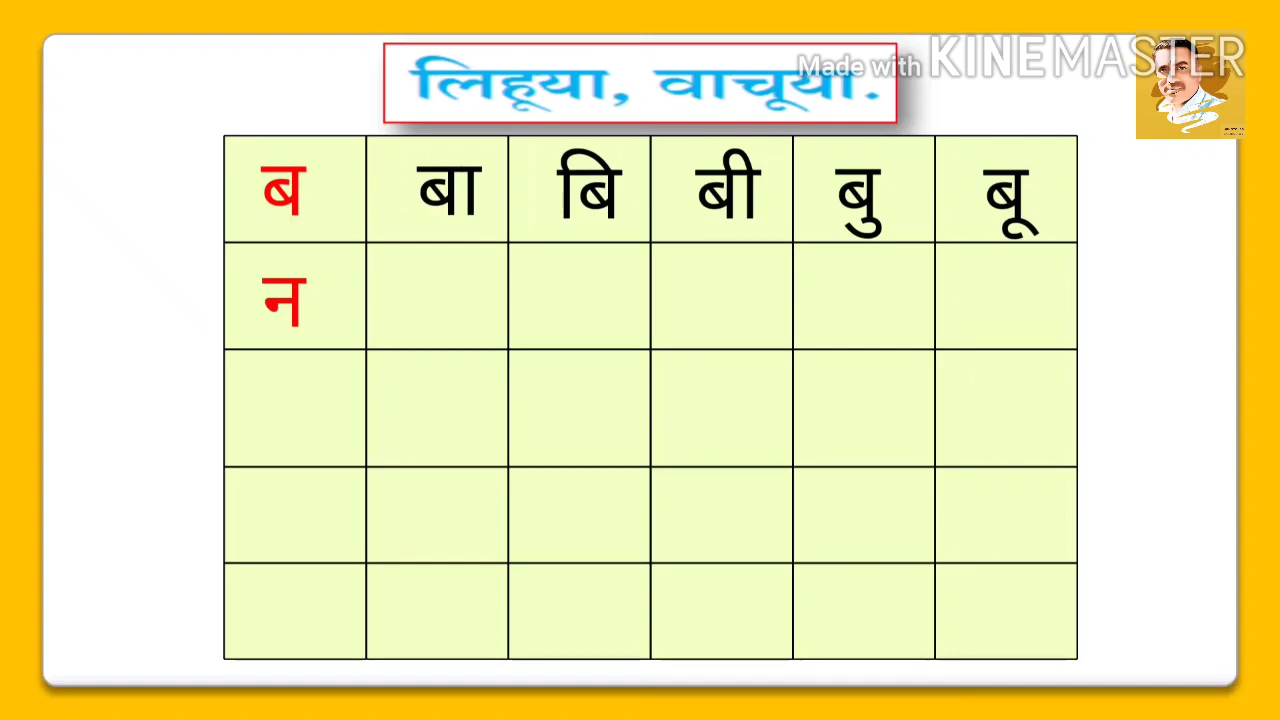 लिहूया, वाचूया.
Made with KINEMASTER
ब बा बि बी बु बू
न